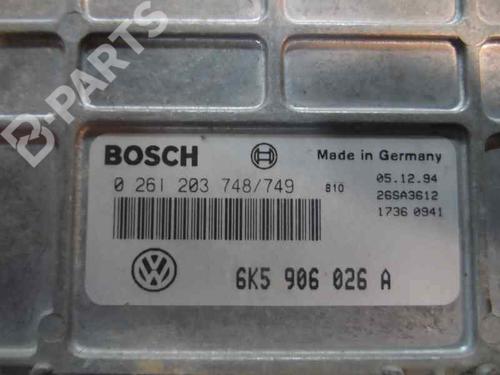 B-PARTS
BOSCH
Made in Germany
0 261 203 748/749 B10
05.12.94
26SA3612
1736 0941
6K5 906 026 A